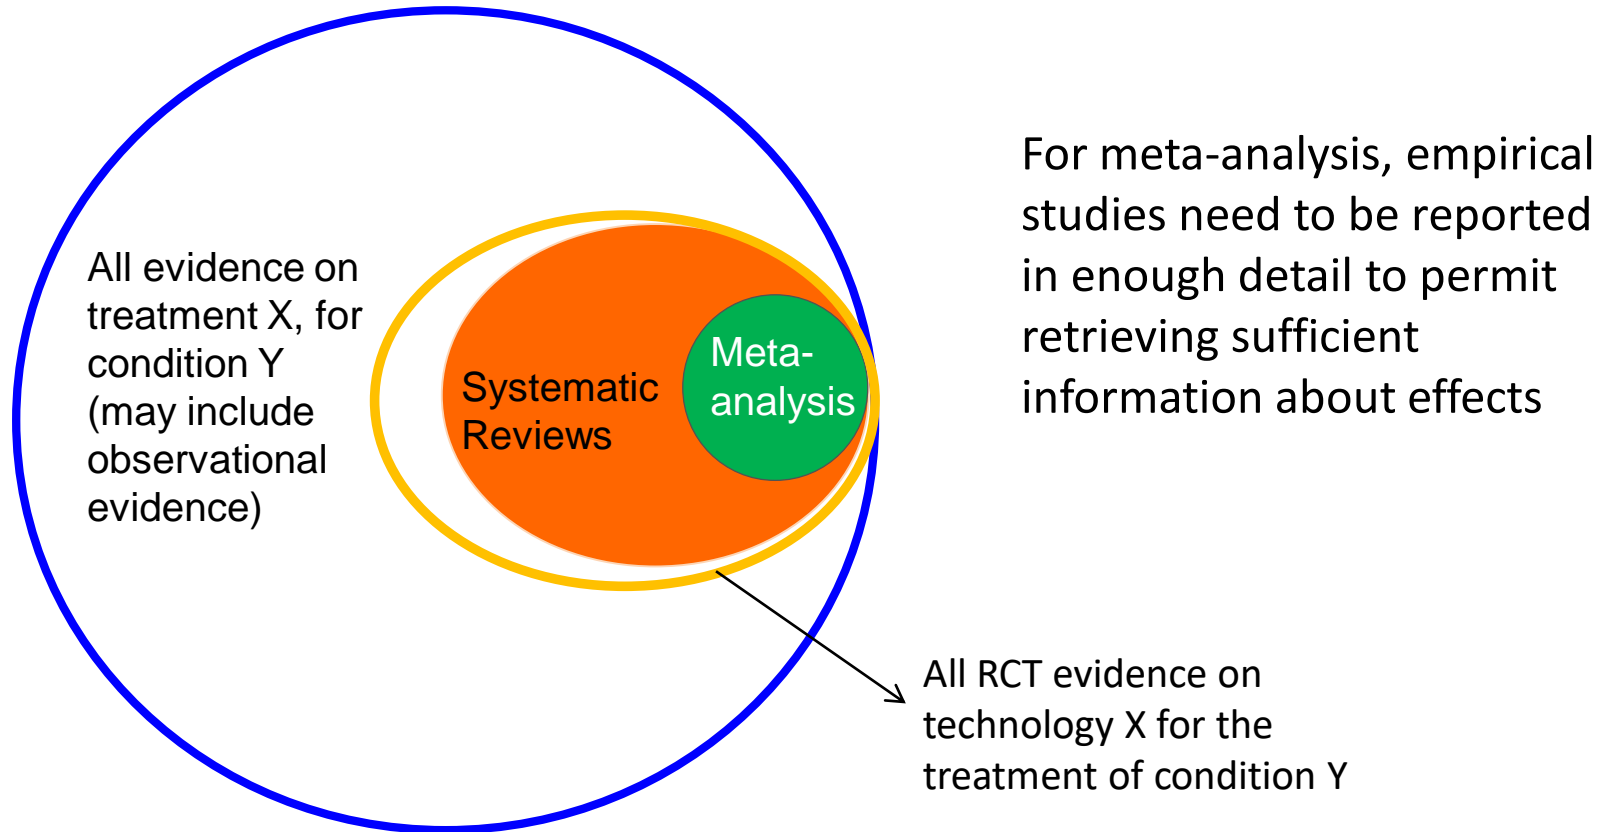 All evidence on
treatment X, for
condition Y
(may include
observational
evidence)
Systematic
Reviews
Meta-
analysis
For meta-analysis, empirical
studies need to be reported
in enough detail to permit
retrieving sufficient
information about effects
All RCT evidence on
technology X for the
treatment of condition Y